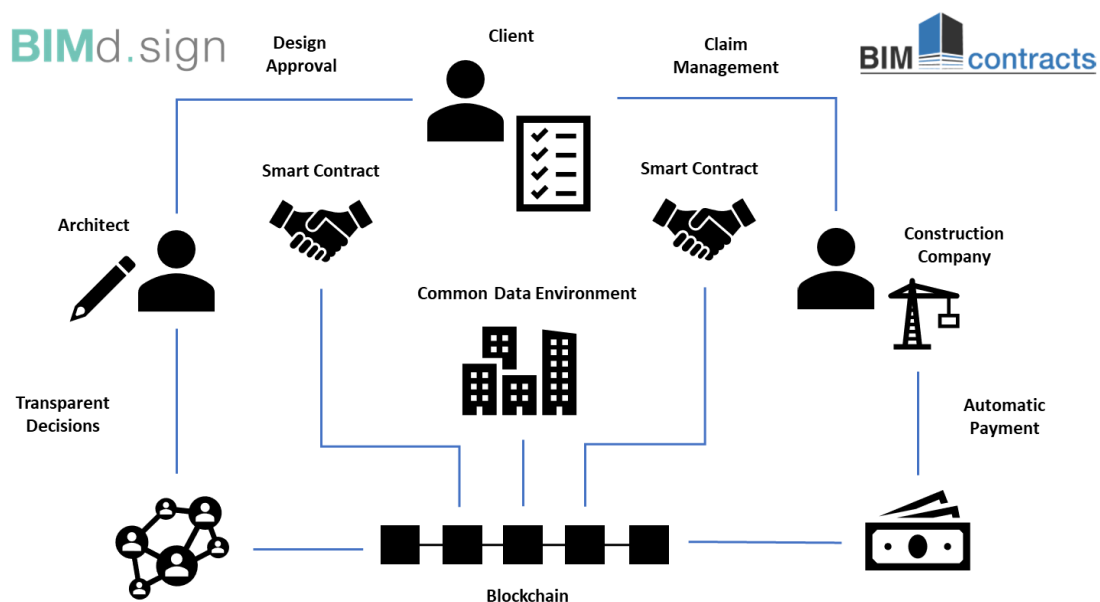 BIMd.sign
Design
Approval
Client
Claim
Management
BIM contracts
Smart Contract
Smart Contract
Architect
Construction
Company
Common Data Environment
Transparent
Decisions
Automatic
Payment
Blockchain